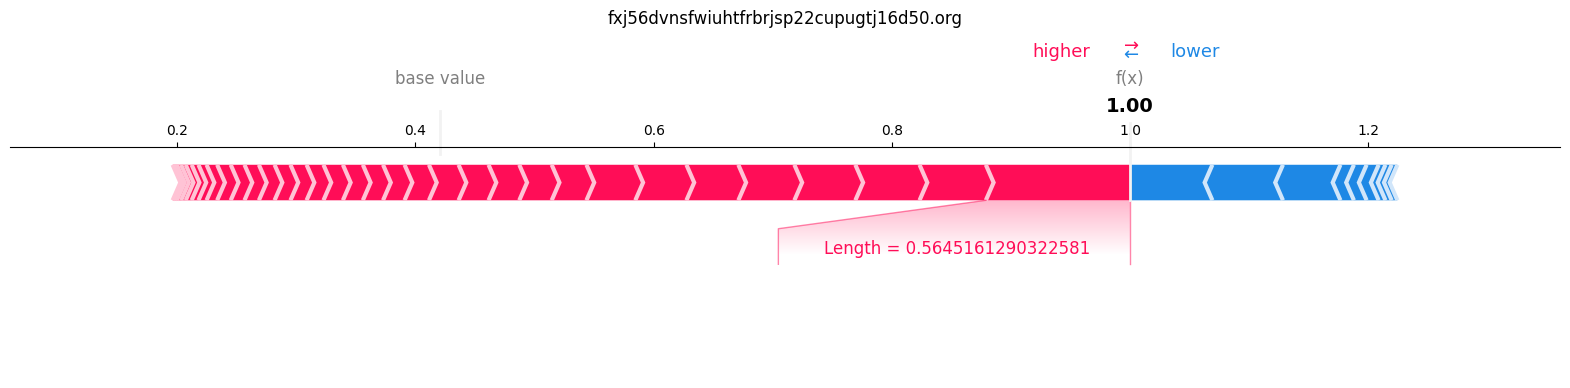 fxj56dvnsfwiuhtfrbrjsp22cupugtj16d50.org
higher ⇄ lower
base value f(x)
1.00
0.2 0.4 0.6 0.8 1.0 1.2
Length = 0.5645161290322581